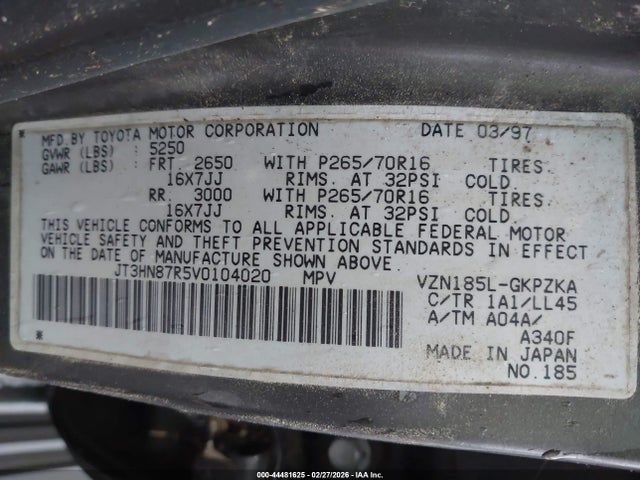 MFD.BY TOYOTA MOTOR CORPORATION DATE 03/97
GVWR (LBS) : 5250
GAWR (LBS) : FRT. 2650 WITH P265/70R16 TIRES
16X7JJ RIMS. AT 32PSI COLD.
RR. 3000 WITH P265/70R16 TIRES
16X7JJ RIMS. AT 32PSI COLD.
THIS VEHICLE CONFORMS TO ALL APPLICABLE FEDERAL MOTOR
VEHICLE SAFETY AND THEFT PREVENTION STANDARDS IN EFFECT
ON THE DATE OF MANUFACTURE SHOWN ABOVE.
JT3HN87R5V0104020 MPV VZN185L-GKPZKA
C/TR 1A1/LL45
A/TM A04A/
A340F
MADE IN JAPAN
NO.185
000-44481625 - 02/27/2026 - IAA Inc.